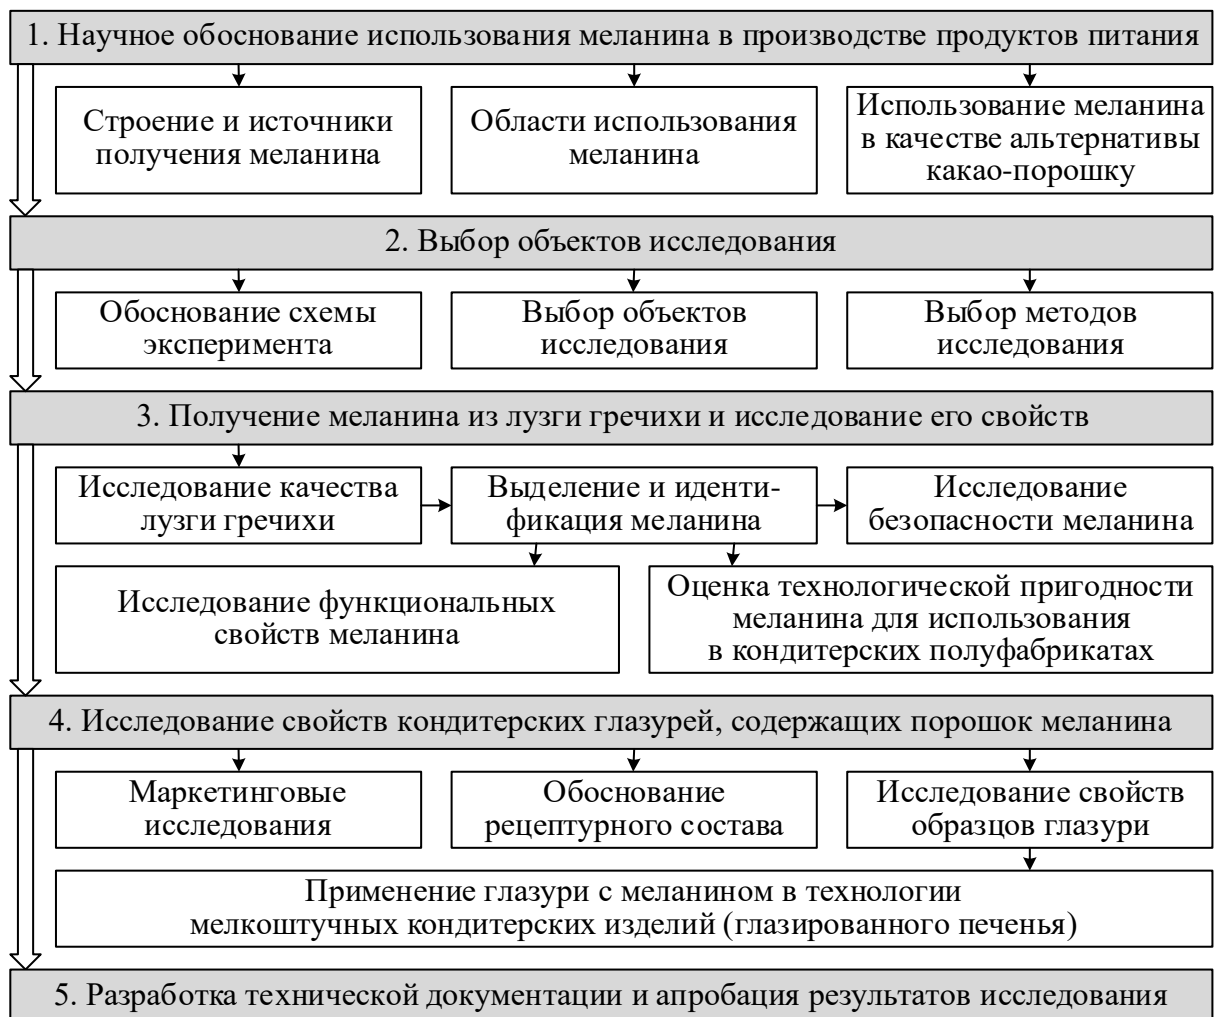 1. Научное обоснование использования меланина в производстве продуктов питания
Строение и источники
получения меланина
Области использования
меланина
Использование меланина
в качестве альтернативы
какао-порошку
2. Выбор объектов исследования
Обоснование схемы
эксперимента
Выбор объектов
исследования
Выбор методов
исследования
3. Получение меланина из лузги гречихи и исследование его свойств
Исследование качества
лузги гречихи
Выделение и иденти-
фикация меланина
Исследование
безопасности меланина
Исследование функциональных
свойств меланина
Оценка технологической пригодности
меланина для использования
в кондитерских полуфабрикатах
4. Исследование свойств кондитерских глазурей, содержащих порошок меланина
Маркетинговые
исследования
Обоснование
рецептурного состава
Исследование свойств
образцов глазури
Применение глазури с меланином в технологии
мелкоштучных кондитерских изделий (глазированного печенья)
5. Разработка технической документации и апробация результатов исследования